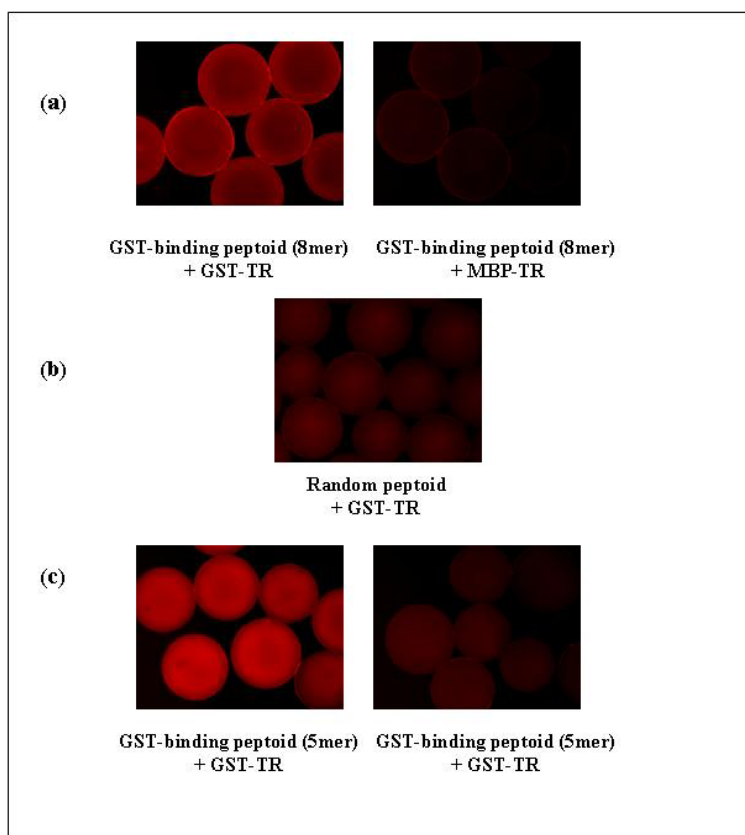 (a)
GST-binding peptoid (8mer)
+ GST-TR
GST-binding peptoid (8mer)
+ MBP-TR
(b)
Random peptoid
+ GST-TR
(c)
GST-binding peptoid (5mer)
+ GST-TR
GST-binding peptoid (5mer)
+ GST-TR